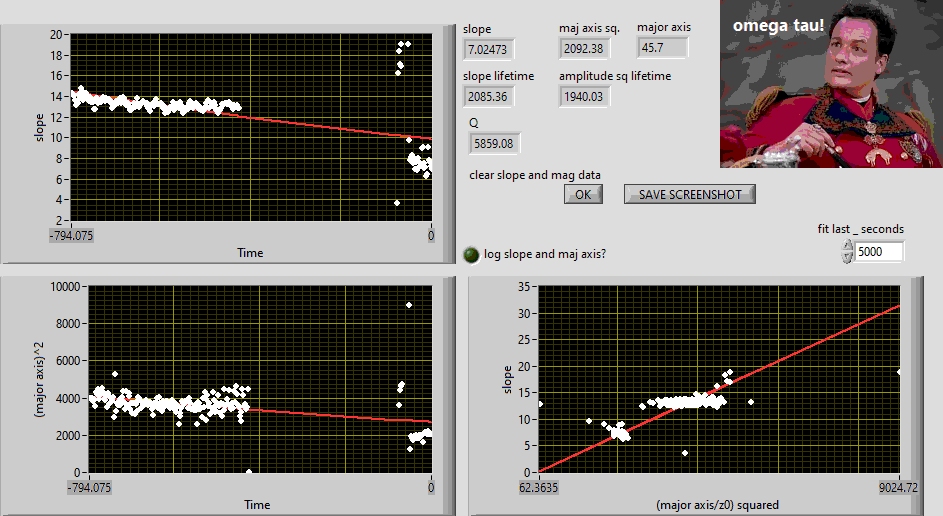 slope
7.02473
maj axis sq.
2092.38
major axis
45.7
slope lifetime
2085.36
amplitude sq lifetime
1940.03
Q
5859.08
clear slope and mag data
OK
SAVE SCREENSHOT
omega tau!
fit last _ seconds
5000
log slope and maj axis?
20
18
16
14
12
10
8
6
4
2
slope
-794.075
0
Time
10000
8000
6000
4000
2000
0
(major axis)^2
-794.075
0
Time
35
30
25
20
15
10
5
0
slope
62.3635
9024.72
(major axis/z0) squared